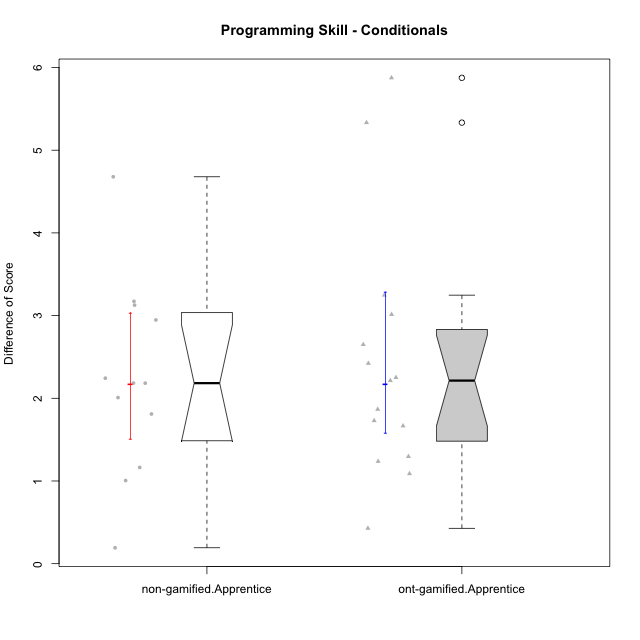 Programming Skill - Conditionals
Difference of Score
6
5
4
3
2
1
0
non-gamified.Apprentice
ont-gamified.Apprentice